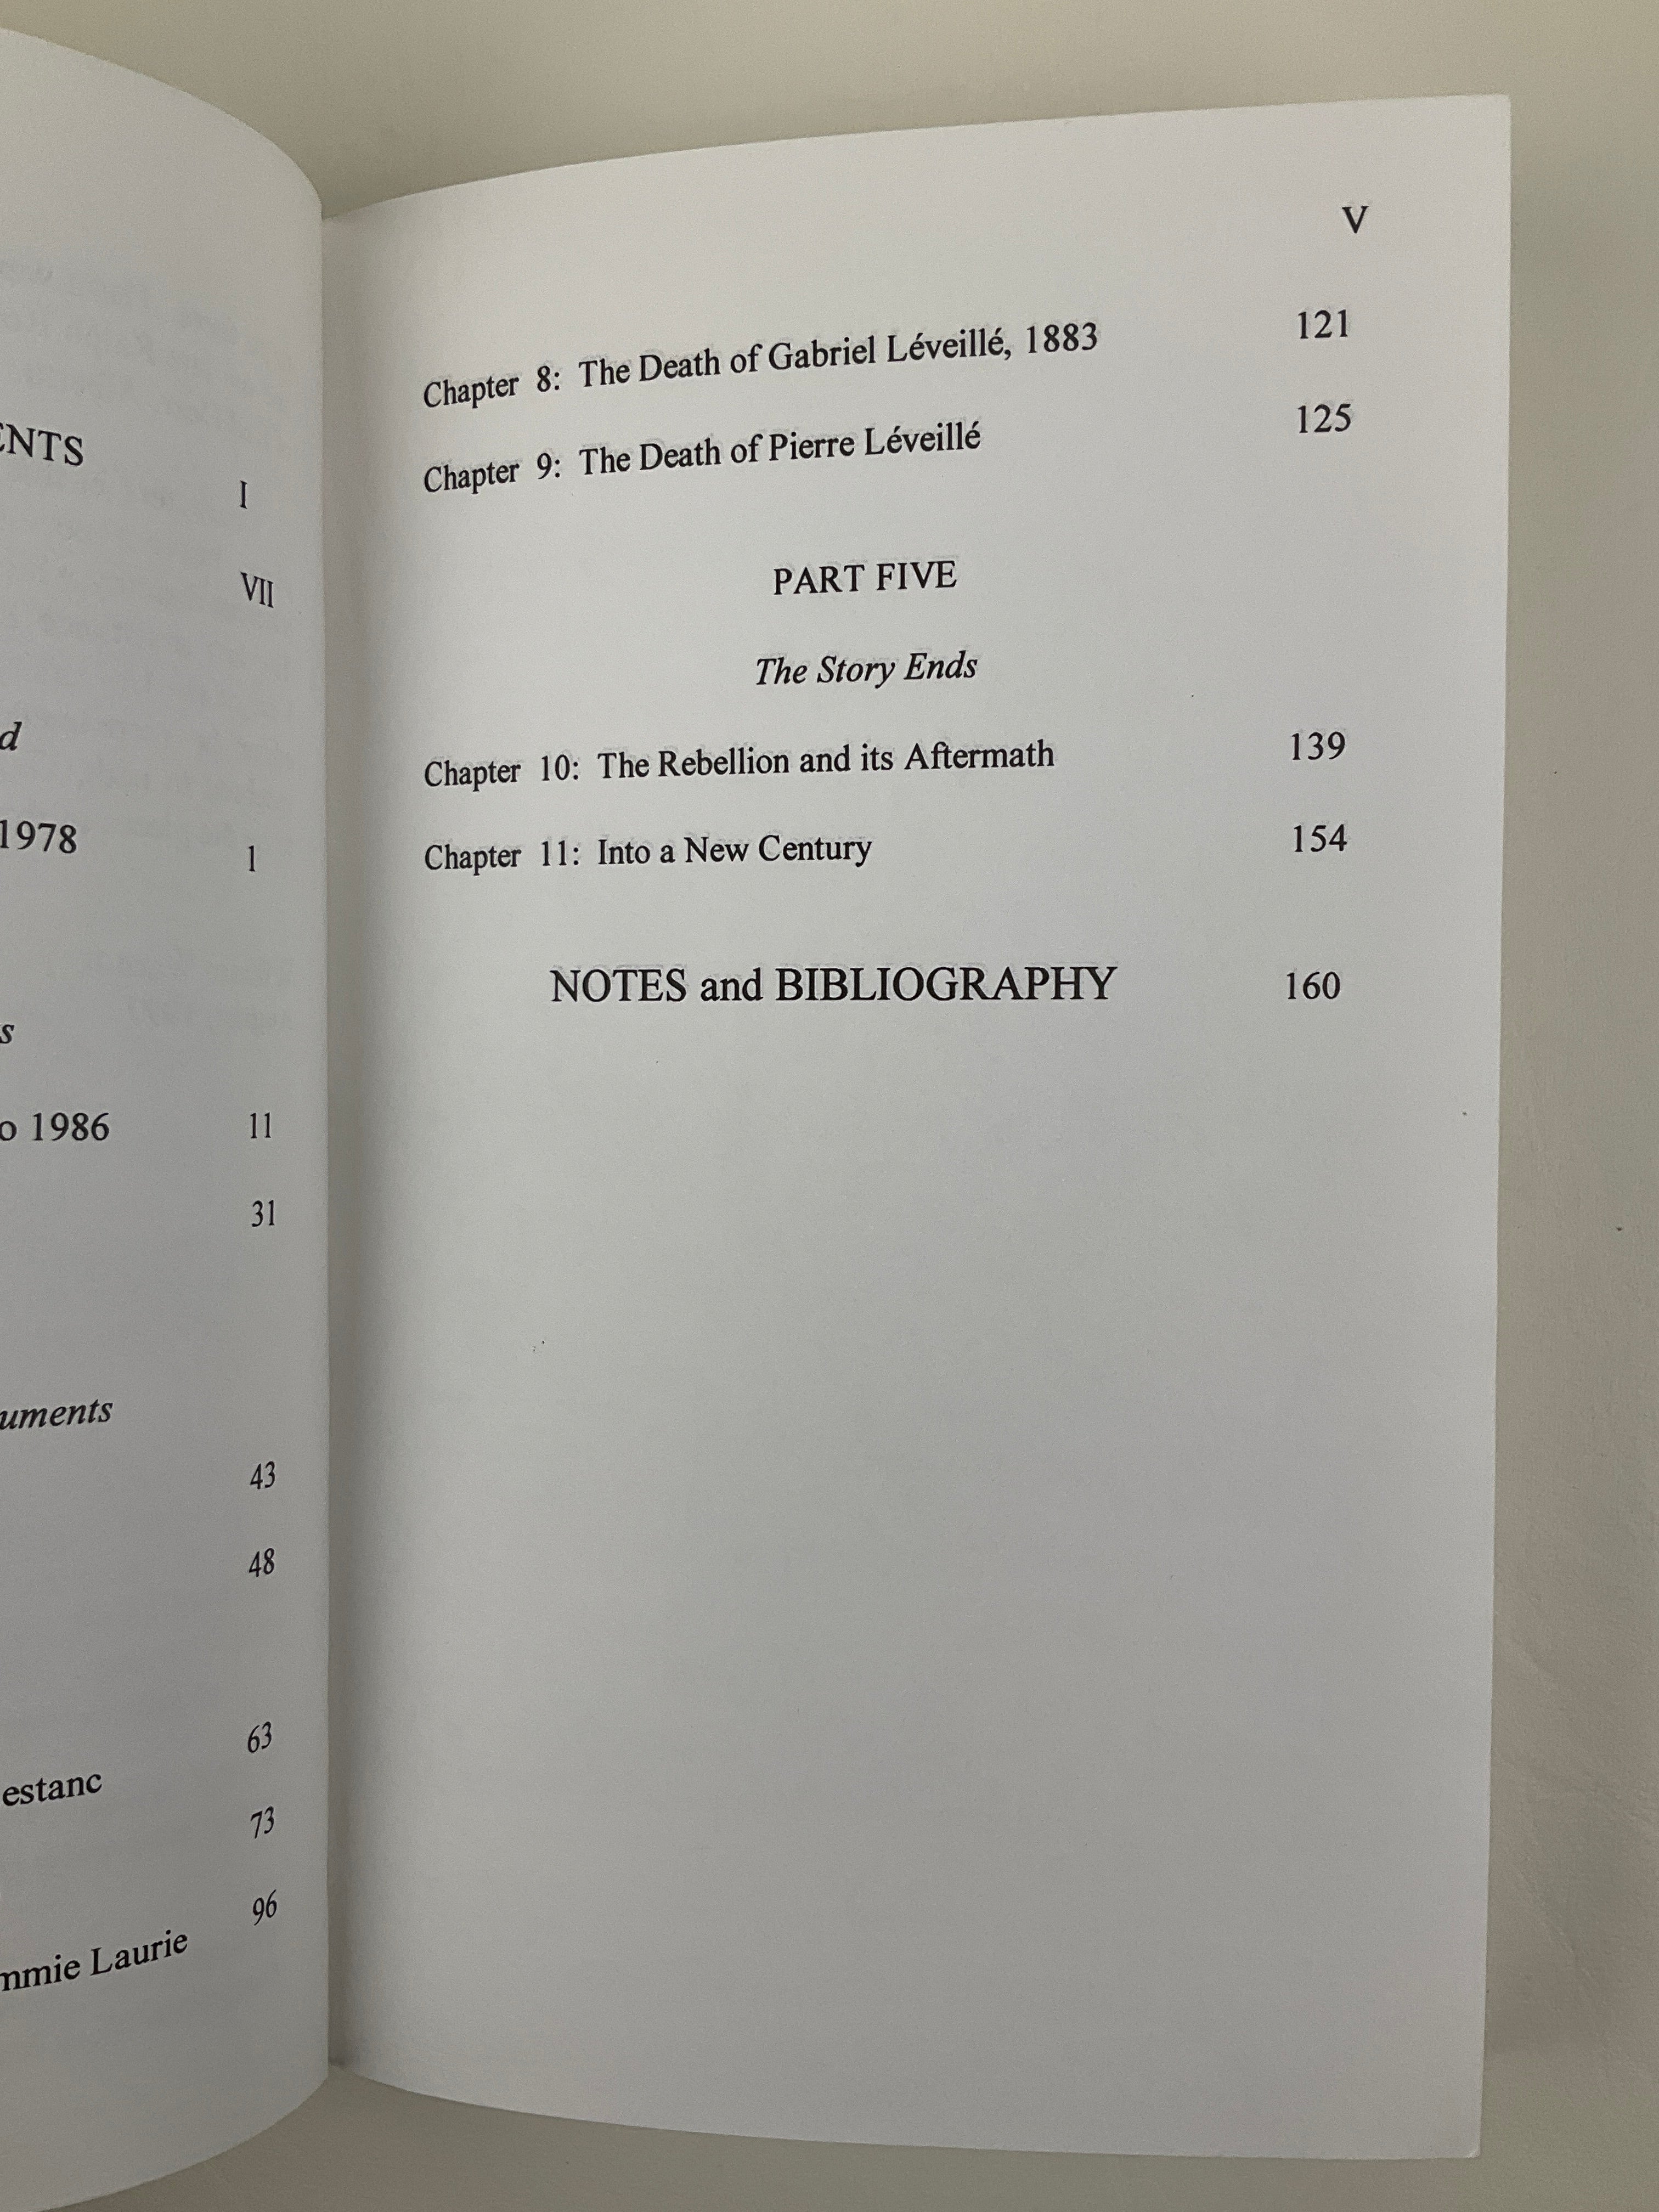 ENTS
I
VII
d
1978
1
s
o 1986
11
31
uments
43
48
63
estanc
73
96
mmie Laurie
V
Chapter 8: The Death of Gabriel Léveillé, 1883 121
Chapter 9: The Death of Pierre Léveillé 125
PART FIVE
The Story Ends
Chapter 10: The Rebellion and its Aftermath 139
Chapter 11: Into a New Century 154
NOTES and BIBLIOGRAPHY 160